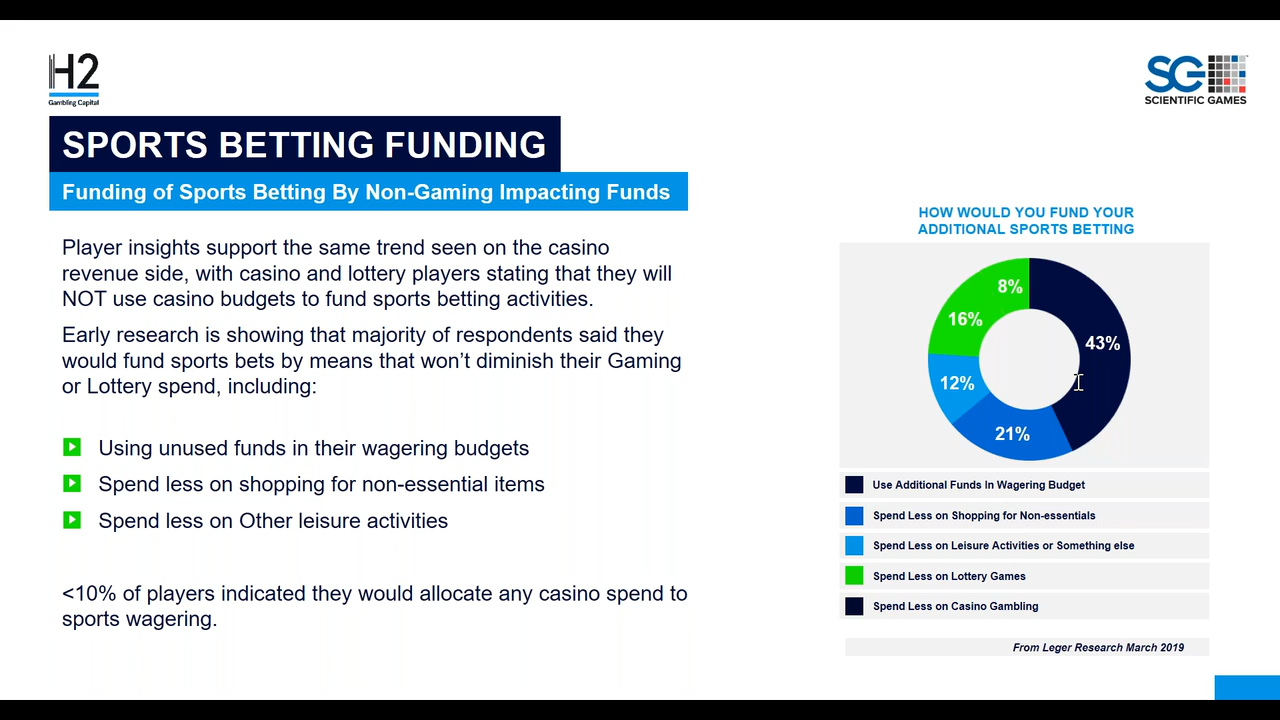 H2
Gambling Capital
SG
SCIENTIFIC GAMES
SPORTS BETTING FUNDING
Funding of Sports Betting By Non-Gaming Impacting Funds
Player insights support the same trend seen on the casino
revenue side, with casino and lottery players stating that they will
NOT use casino budgets to fund sports betting activities.
Early research is showing that majority of respondents said they
would fund sports bets by means that won’t diminish their Gaming
or Lottery spend, including:
Using unused funds in their wagering budgets
Spend less on shopping for non-essential items
Spend less on Other leisure activities
<10% of players indicated they would allocate any casino spend to
sports wagering.
HOW WOULD YOU FUND YOUR
ADDITIONAL SPORTS BETTING
8%
16%
43%
12%
21%
Use Additional Funds In Wagering Budget
Spend Less on Shopping for Non-essentials
Spend Less on Leisure Activities or Something else
Spend Less on Lottery Games
Spend Less on Casino Gambling
From Leger Research March 2019